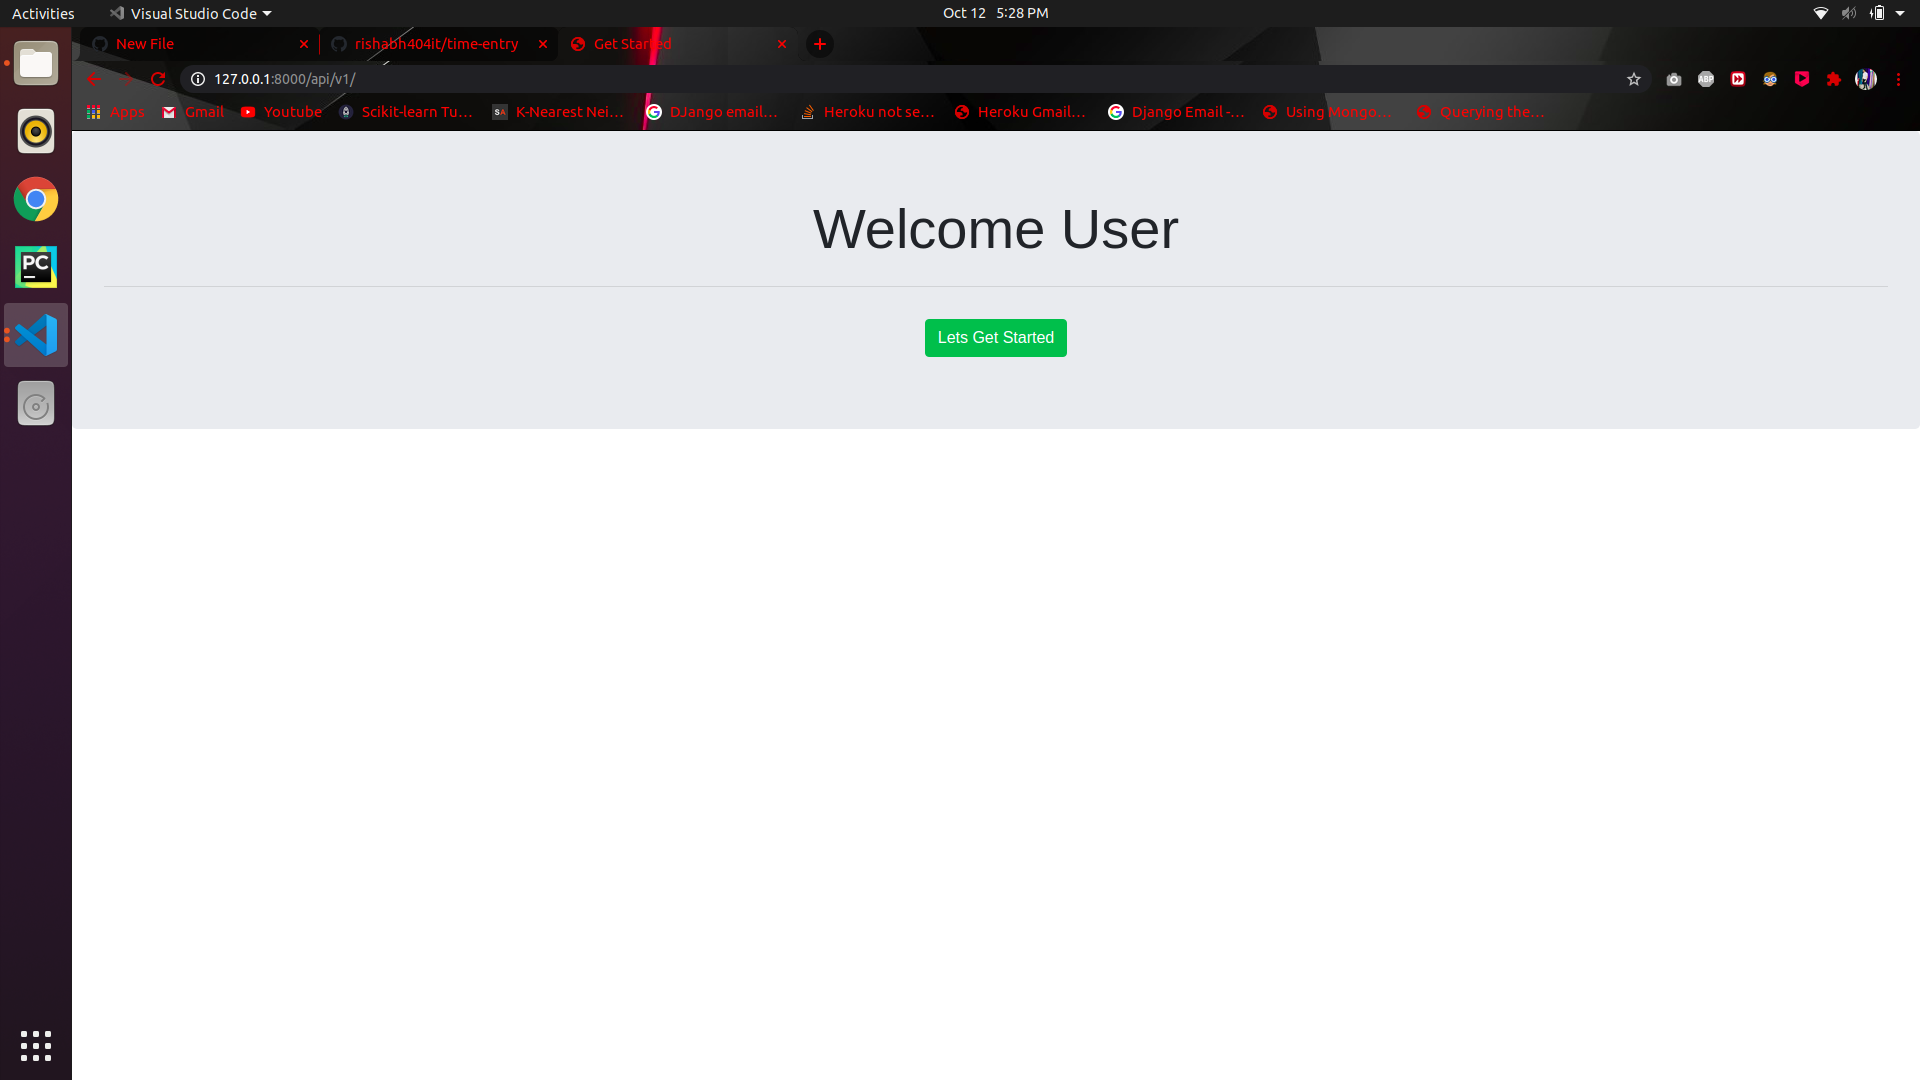 Activities Visual Studio Code Oct 12 5:28 PM
New File rishabh404it/time-entry Get Started
127.0.0.1:8000/api/v1/ ABP
Apps Gmail Youtube Scikit-learn Tu… SA K-Nearest Nei… DJango email… Heroku not se… Heroku Gmail… Django Email -… Using Mongo… Querying the…
PC
Welcome User
Lets Get Started